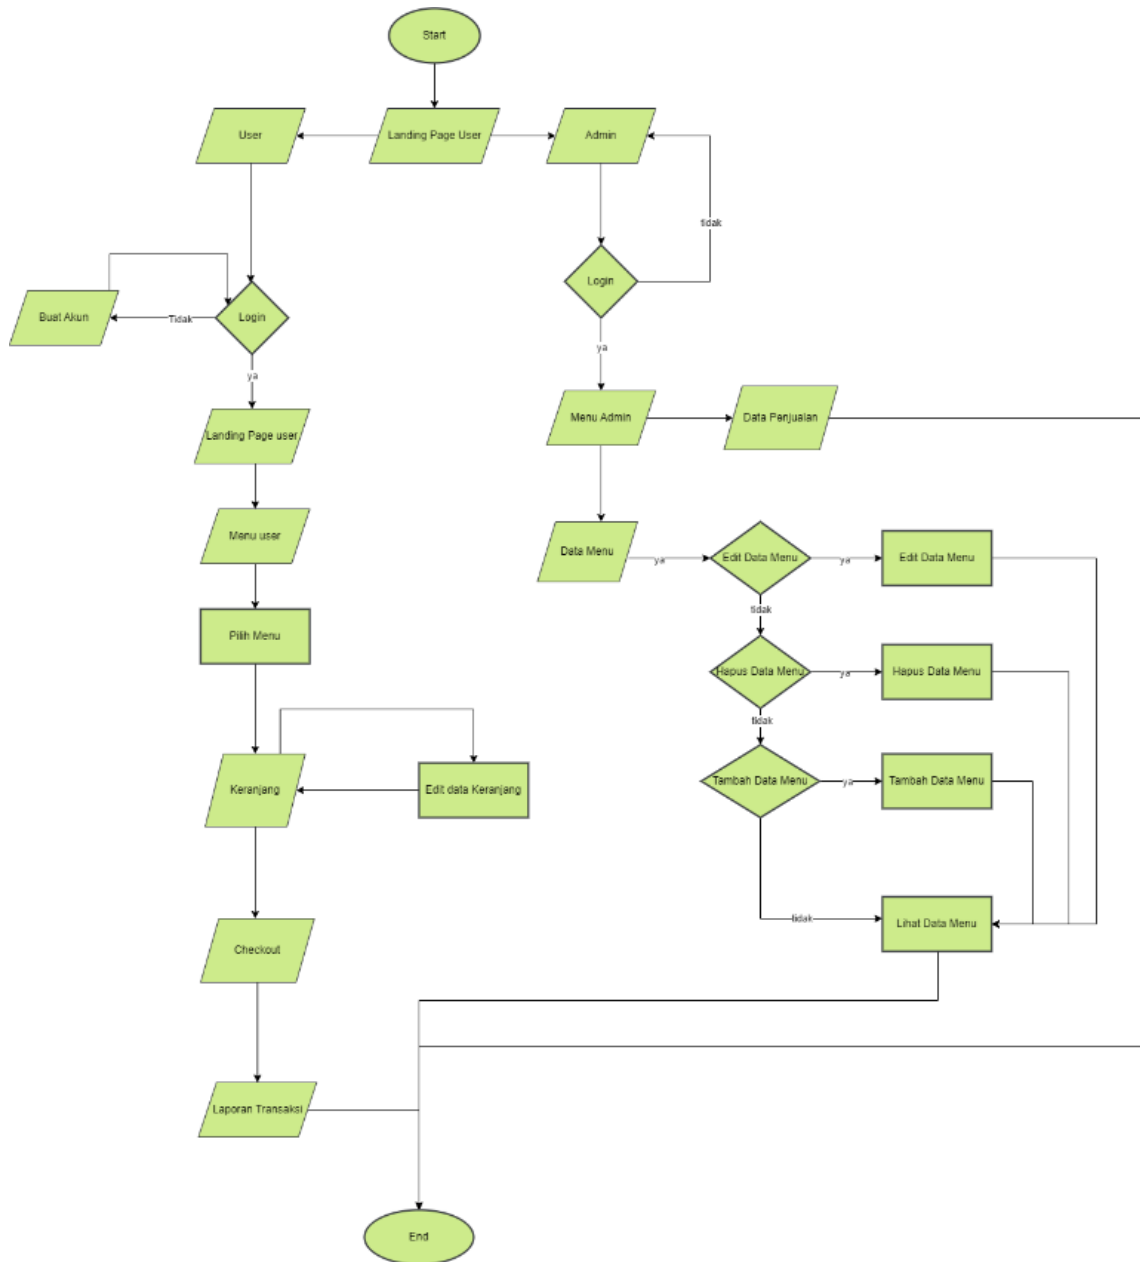 Start
User
Landing Page User
Admin
tidak
Login
Buat Akun
Tidak
Login
ya
ya
Landing Page user
Menu Admin
Data Penjualan
Menu user
Data Menu
ya
Edit Data Menu
ya
Edit Data Menu
tidak
Pilih Menu
Hapus Data Menu
ya
Hapus Data Menu
tidak
Keranjang
Edit data Keranjang
Tambah Data Menu
ya
Tambah Data Menu
tidak
Lihat Data Menu
Checkout
Laporan Transaksi
End